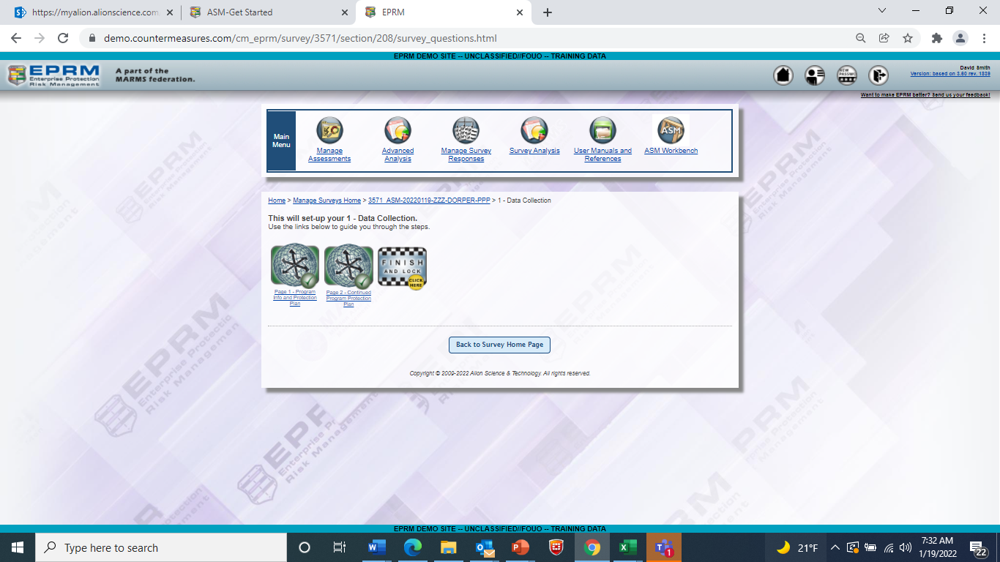 https://myalion.alionscience.com
ASM-Get Started
EPRM
demo.countermeasures.com/cm_eprm/survey/3571/section/208/survey_questions.html
EPRM DEMO SITE -- UNCLASSIFIED//FOUO -- TRAINING DATA
EPRM
Enterprise Protection
Risk Management
A part of the
MARMS federation.
NEW
PASSWO
David Smith
Version: based on 3.60 rev. 1339
Want to make EPRM better? Send us your feedback!
Main
Menu
Manage
Assessments
Advanced
Analysis
Manage Survey
Responses
Survey Analysis
User Manuals and
References
ASM
ASM Workbench
Home > Manage Surveys Home > 3571_ASM-20220119-ZZZ-DORPER-PPP > 1 - Data Collection
This will set-up your 1 - Data Collection.
Use the links below to guide you through the steps.
FINISH
AND LOCK
CLICK
HERE
Page 1 - Program
Info and Protection
Plan
Page 2 - Continued
Program Protection
Plan
Back to Survey Home Page
Copyright © 2009-2022 Alion Science & Technology. All rights reserved.
EPRM
Enterprise Protection
Risk Management
EPRM DEMO SITE -- UNCLASSIFIED//FOUO -- TRAINING DATA
Type here to search
21°F
7:32 AM
1/19/2022
1
22